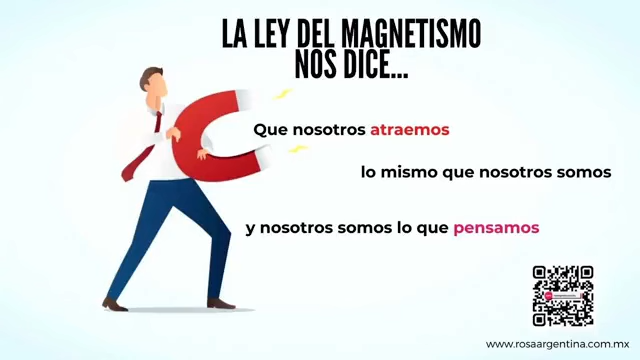 LA LEY DEL MAGNETISMO
NOS DICE...
Que nosotros atraemos
lo mismo que nosotros somos
y nosotros somos lo que pensamos
www.rosaargentina.com.mx